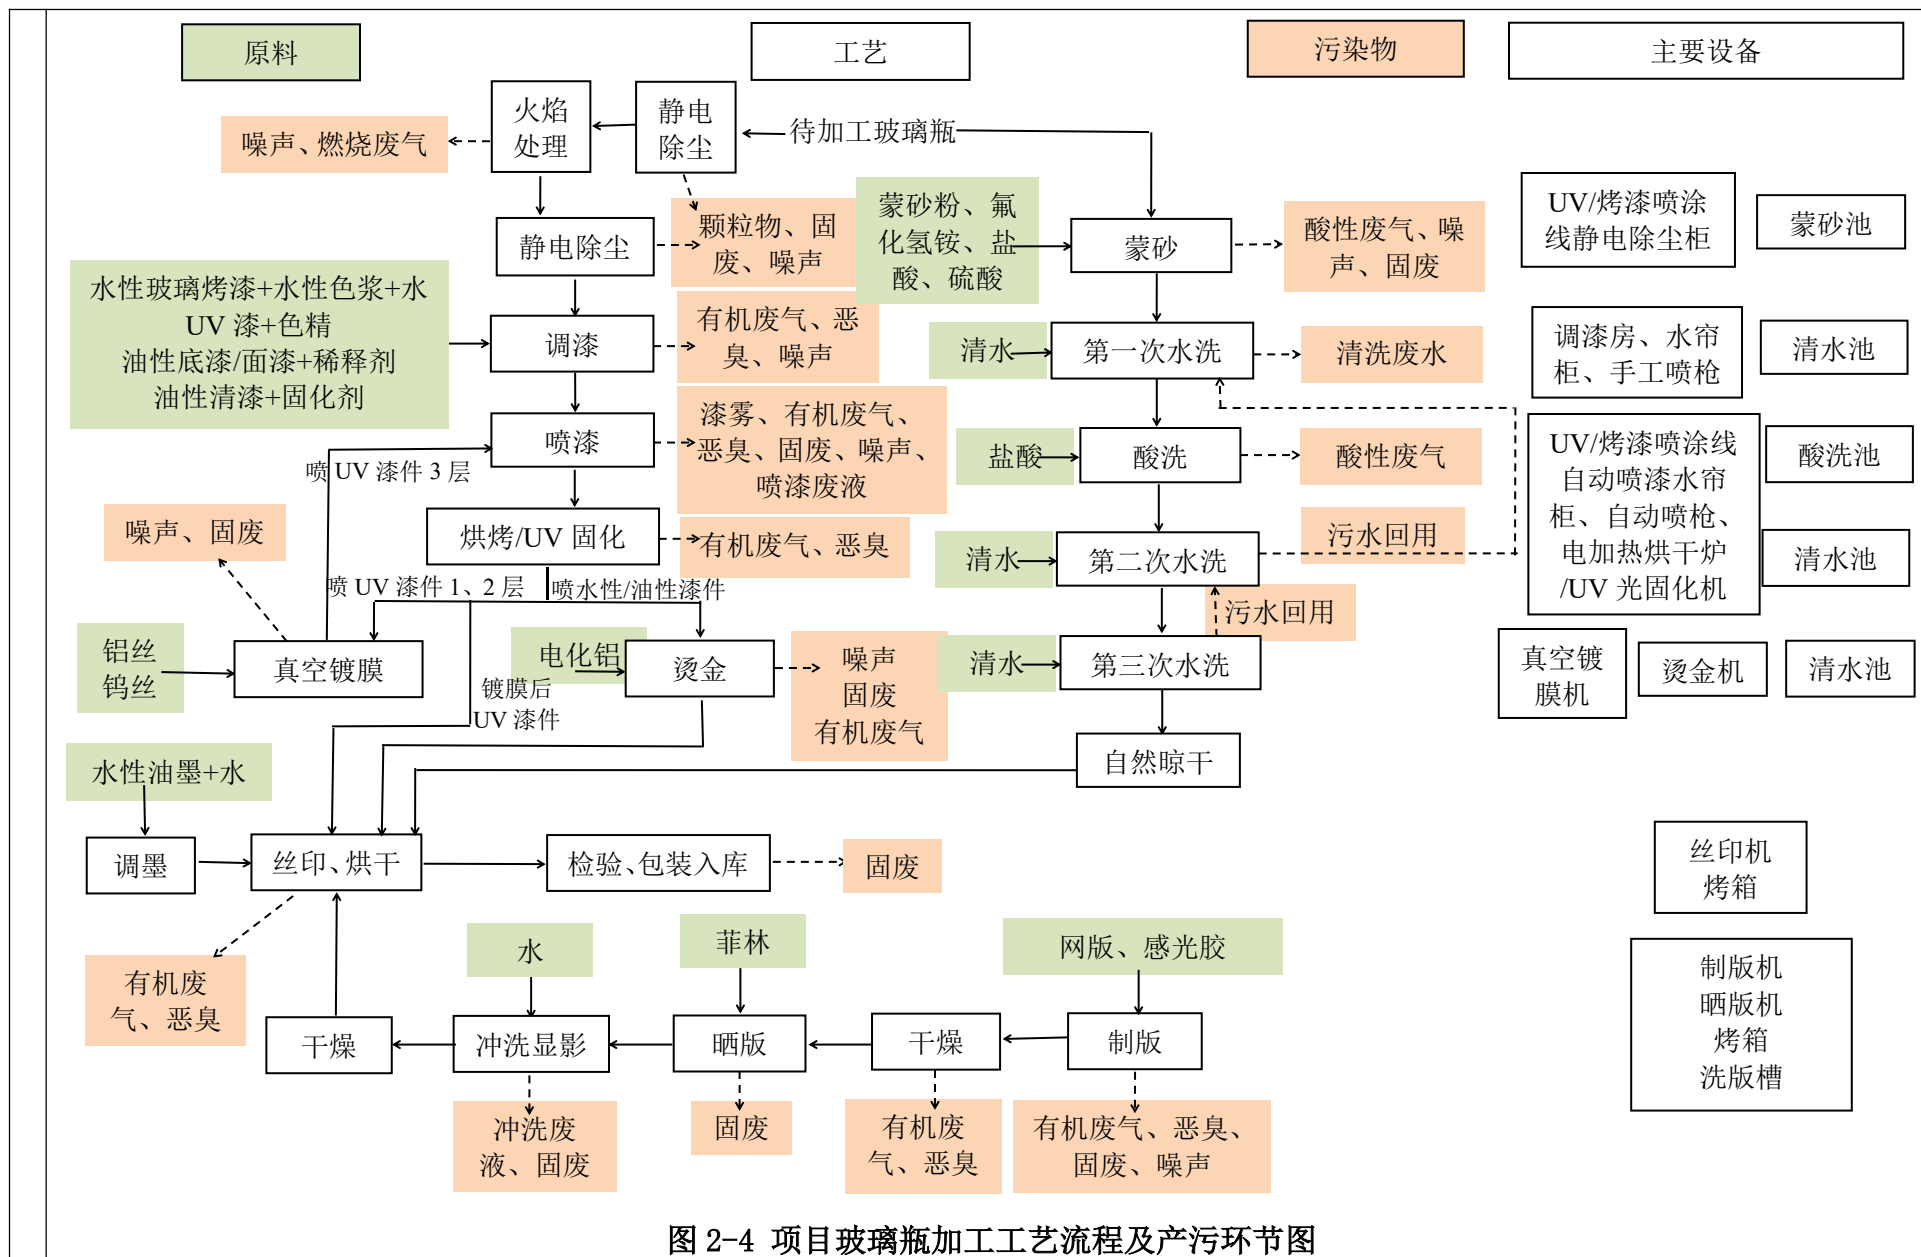 原料
工艺
污染物
主要设备
火焰
处理
静电
除尘
待加工玻璃瓶
噪声、燃烧废气
静电除尘
颗粒物、固
废、噪声
蒙砂粉、氟
化氢铵、盐
酸、硫酸
蒙砂
酸性废气、噪
声、固废
UV/烤漆喷涂
线静电除尘柜
蒙砂池
水性玻璃烤漆+水性色浆+水
UV 漆+色精
油性底漆/面漆+稀释剂
油性清漆+固化剂
调漆
有机废气、恶
臭、噪声
清水
第一次水洗
清洗废水
调漆房、水帘
柜、手工喷枪
清水池
喷漆
漆雾、有机废气、
恶臭、固废、噪声、
喷漆废液
盐酸
酸洗
酸性废气
UV/烤漆喷涂线
自动喷漆水帘
柜、自动喷枪、
电加热烘干炉
/UV 光固化机
酸洗池
喷 UV 漆件 3 层
噪声、固废
烘烤/UV 固化
有机废气、恶臭
清水
第二次水洗
污水回用
清水池
喷 UV 漆件 1、2 层
喷水性/油性漆件
污水回用
铝丝
钨丝
真空镀膜
电化铝
烫金
噪声
固废
有机废气
清水
第三次水洗
真空镀
膜机
烫金机
清水池
镀膜后
UV 漆件
自然晾干
水性油墨+水
调墨
丝印、烘干
检验、包装入库
固废
丝印机
烤箱
有机废
气、恶臭
水
菲林
网版、感光胶
制版机
晒版机
烤箱
洗版槽
干燥
冲洗显影
晒版
干燥
制版
冲洗废
液、固废
固废
有机废
气、恶臭
有机废气、恶臭、
固废、噪声
图 2-4 项目玻璃瓶加工工艺流程及产污环节图